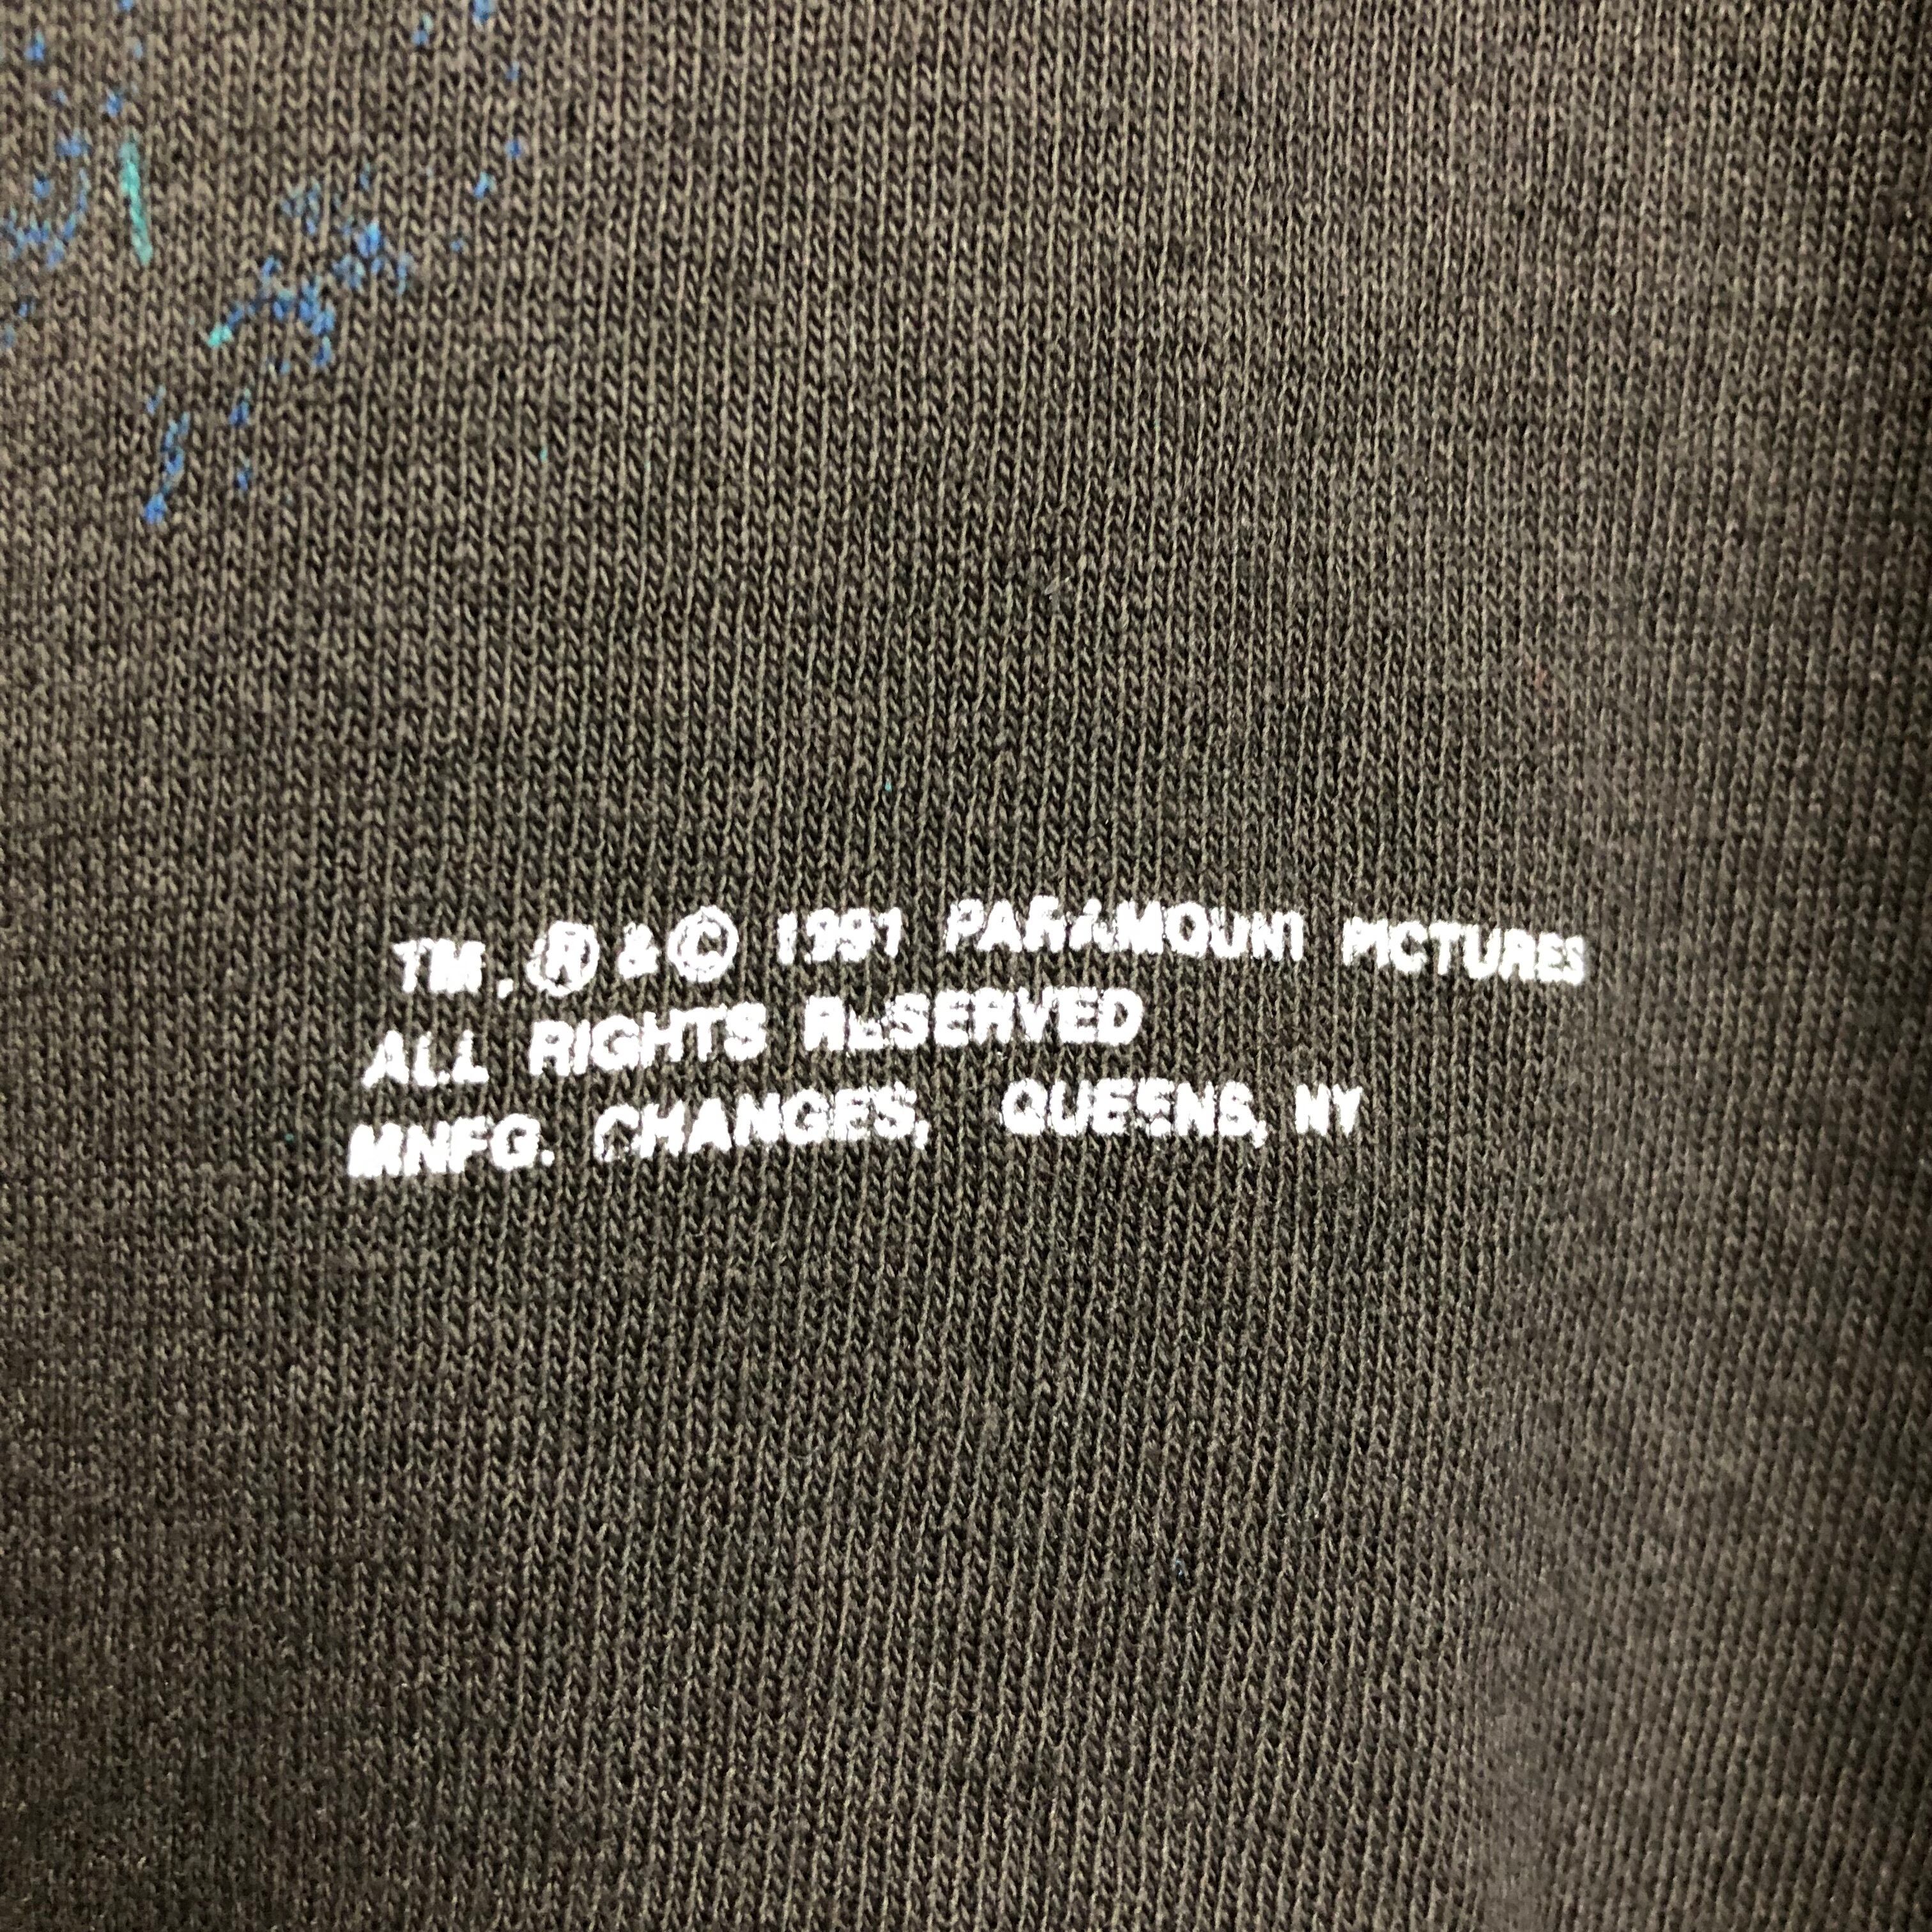 TM, ® & © 1991 PARAMOUNT PICTURES
ALL RIGHTS RESERVED
MNFG. CHANGES, QUEENS, NY